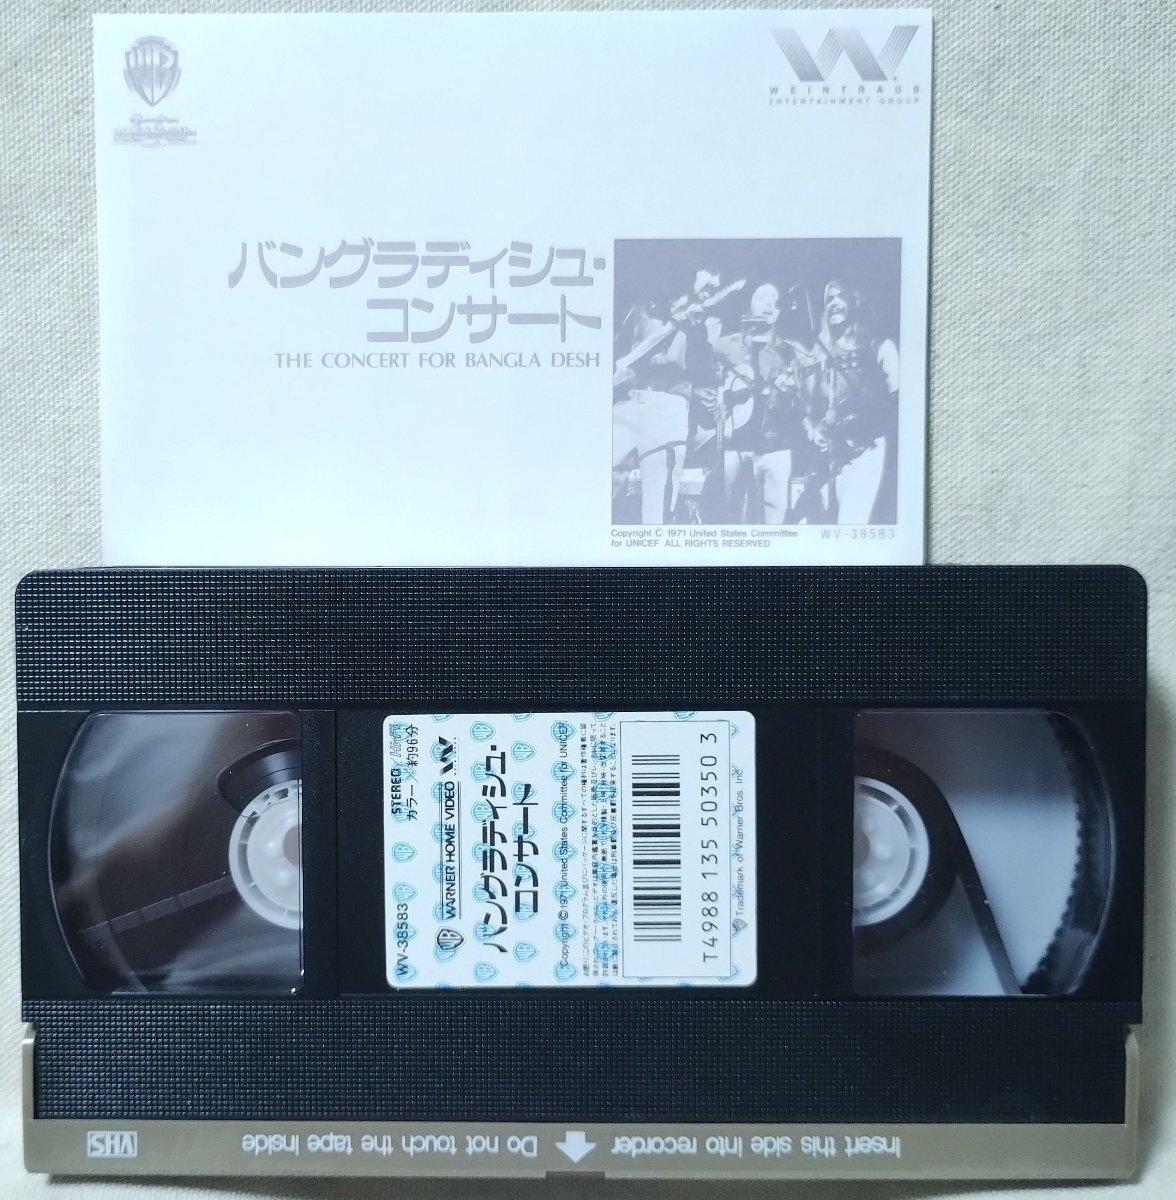 WB
WEINTRAUB
ENTERTAINMENT GROUP
バングラディシュ・
コンサート
THE CONCERT FOR BANGLA DESH
Copyright © 1971 United States Committee
for UNICEF ALL RIGHTS RESERVED
WV-38583
WV-38583
STEREO
カラー／約96分
WB WARNER HOME VIDEO
バングラディシュ・
コンサート
Copyright © 1971 United States Committee for UNICEF
T4988 135 50350 3
Trademark of Warner Bros. Inc.
Insert this side into recorder
Do not touch the tape inside
VHS